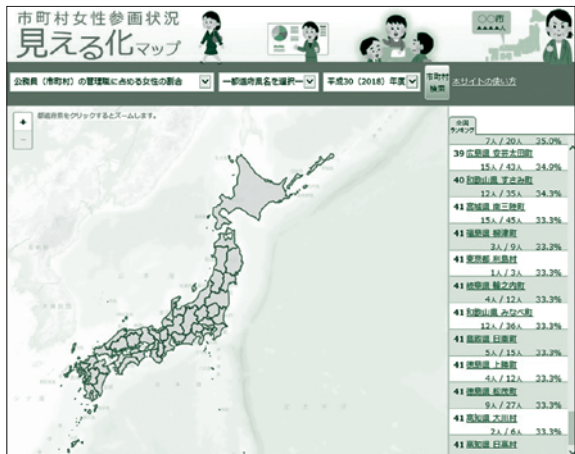 市町村女性参画状況
見える化マップ
〇〇市
▲▲▲▲人
公務員（市町村）の管理職に占める女性の割合
一都道府県名を選択一
平成30（2018）年度
市町村
検索
本サイトの使い方
+
−
都道府県をクリックするとズームします。
全国
ランキング
7人 / 20人 35.0%
39 広島県 安芸太田町
15人 / 43人 34.9%
40 和歌山県 すさみ町
12人 / 35人 34.3%
41 宮城県 南三陸町
15人 / 45人 33.3%
41 福島県 柳津町
3人 / 9人 33.3%
41 東京都 利島村
1人 / 3人 33.3%
41 岐阜県 輪之内町
4人 / 12人 33.3%
41 和歌山県 みなべ町
12人 / 36人 33.3%
41 鳥取県 日南町
5人 / 15人 33.3%
41 徳島県 上勝町
4人 / 12人 33.3%
41 徳島県 松茂町
9人 / 27人 33.3%
41 高知県 大川村
2人 / 6人 33.3%
41 高知県 日高村